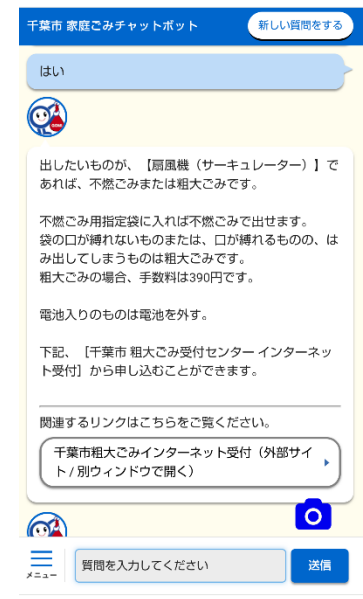 千葉市 家庭ごみチャットボット
新しい質問をする
はい
出したいものが、【扇風機（サーキュレーター）】で
あれば、不燃ごみまたは粗大ごみです。
不燃ごみ用指定袋に入れば不燃ごみで出せます。
袋の口が縛れないものまたは、口が縛れるものの、は
み出してしまうものは粗大ごみです。
粗大ごみの場合、手数料は390円です。
電池入りのものは電池を外す。
下記、［千葉市 粗大ごみ受付センター インターネッ
ト受付］から申し込むことができます。
関連するリンクはこちらをご覧ください。
千葉市粗大ごみインターネット受付（外部サイ
ト / 別ウィンドウで開く）
メニュー
質問を入力してください
送信